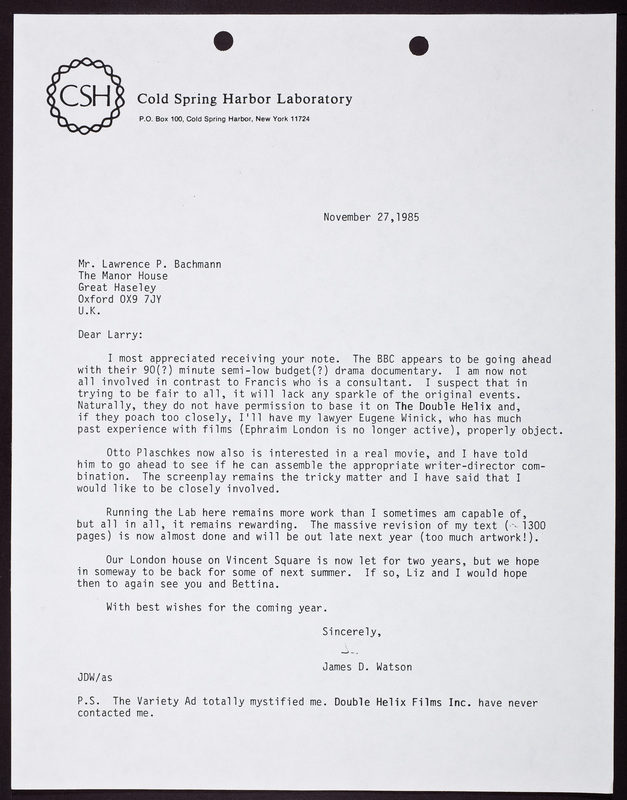 CSH
Cold Spring Harbor Laboratory
P.O. Box 100, Cold Spring Harbor, New York 11724
November 27,1985
Mr. Lawrence P. Bachmann
The Manor House
Great Haseley
Oxford OX9 7JY
U.K.
Dear Larry:
I most appreciated receiving your note. The BBC appears to be going ahead
with their 90(?) minute semi-low budget(?) drama documentary. I am now not
all involved in contrast to Francis who is a consultant. I suspect that in
trying to be fair to all, it will lack any sparkle of the original events.
Naturally, they do not have permission to base it on The Double Helix and,
if they poach too closely, I'll have my lawyer Eugene Winick, who has much
past experience with films (Ephraim London is no longer active), properly object.
Otto Plaschkes now also is interested in a real movie, and I have told
him to go ahead to see if he can assemble the appropriate writer-director com-
bination. The screenplay remains the tricky matter and I have said that I
would like to be closely involved.
Running the Lab here remains more work than I sometimes am capable of,
but all in all, it remains rewarding. The massive revision of my text (~ 1300
pages) is now almost done and will be out late next year (too much artwork!).
Our London house on Vincent Square is now let for two years, but we hope
in someway to be back for some of next summer. If so, Liz and I would hope
then to again see you and Bettina.
With best wishes for the coming year.
Sincerely,
James D. Watson
JDW/as
P.S. The Variety Ad totally mystified me. Double Helix Films Inc. have never
contacted me.